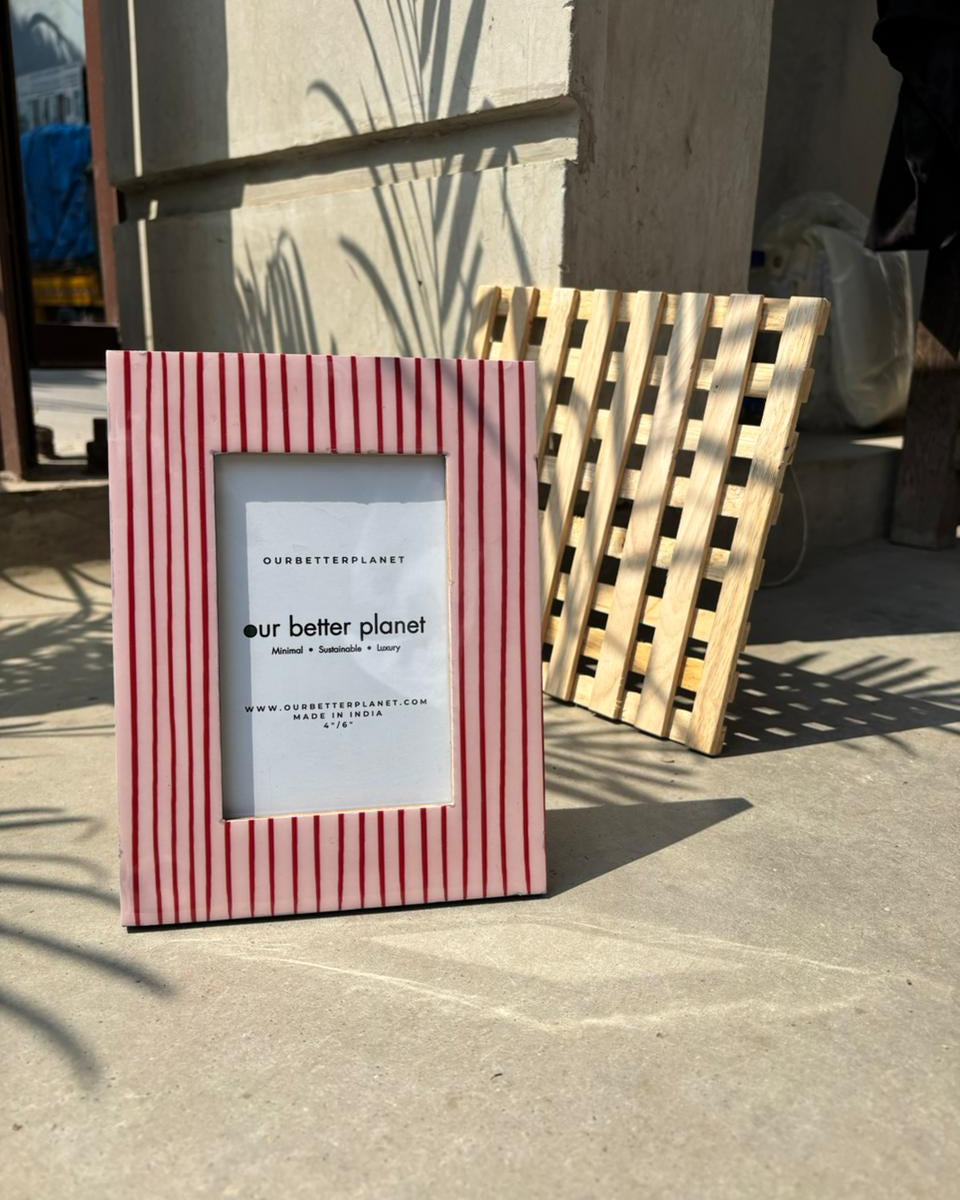 OURBETTERPLANET
our better planet
Minimal • Sustainable • Luxury
WWW.OURBETTERPLANET.COM
MADE IN INDIA
4"/6"